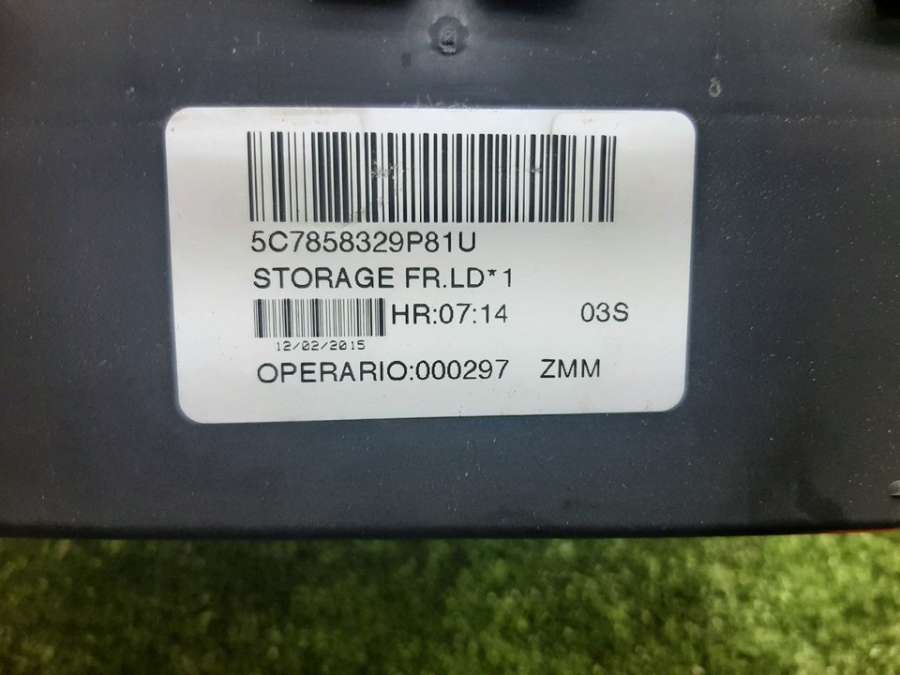 5C7858329P81U
STORAGE FR.LD*1
HR:07:14 03S
12/02/2015
OPERARIO:000297 ZMM